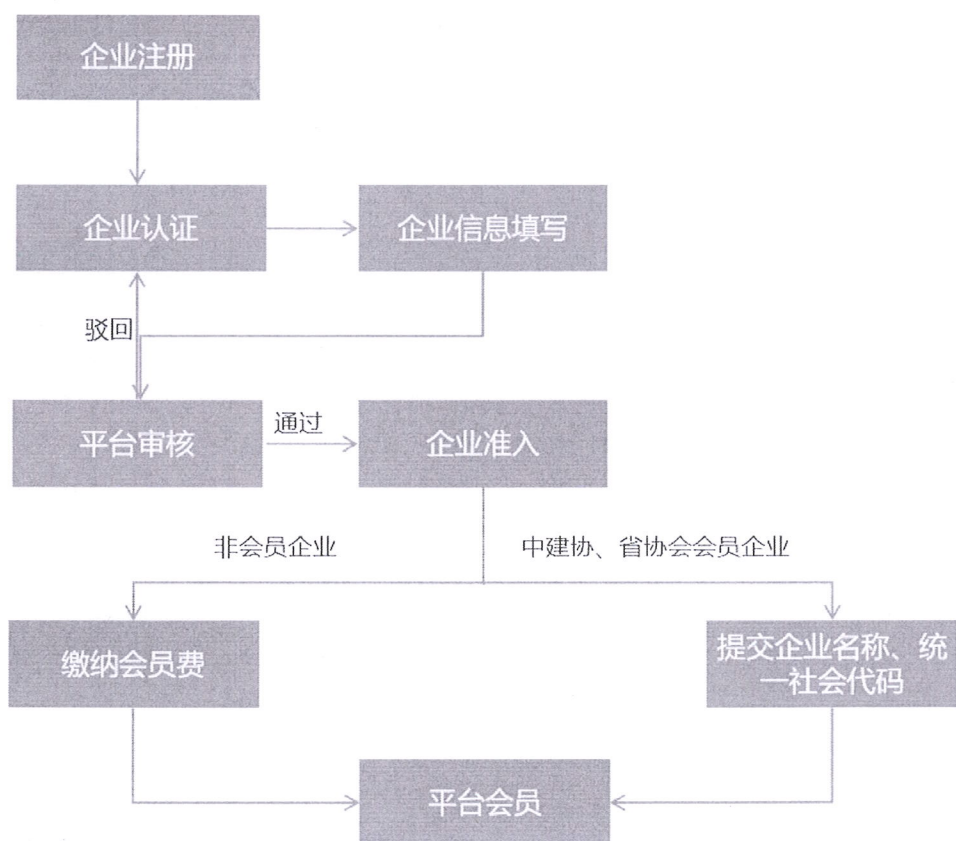 企业注册
企业认证
企业信息填写
驳回
平台审核
通过
企业准入
非会员企业
中建协、省协会会员企业
缴纳会员费
提交企业名称、统
一社会代码
平台会员